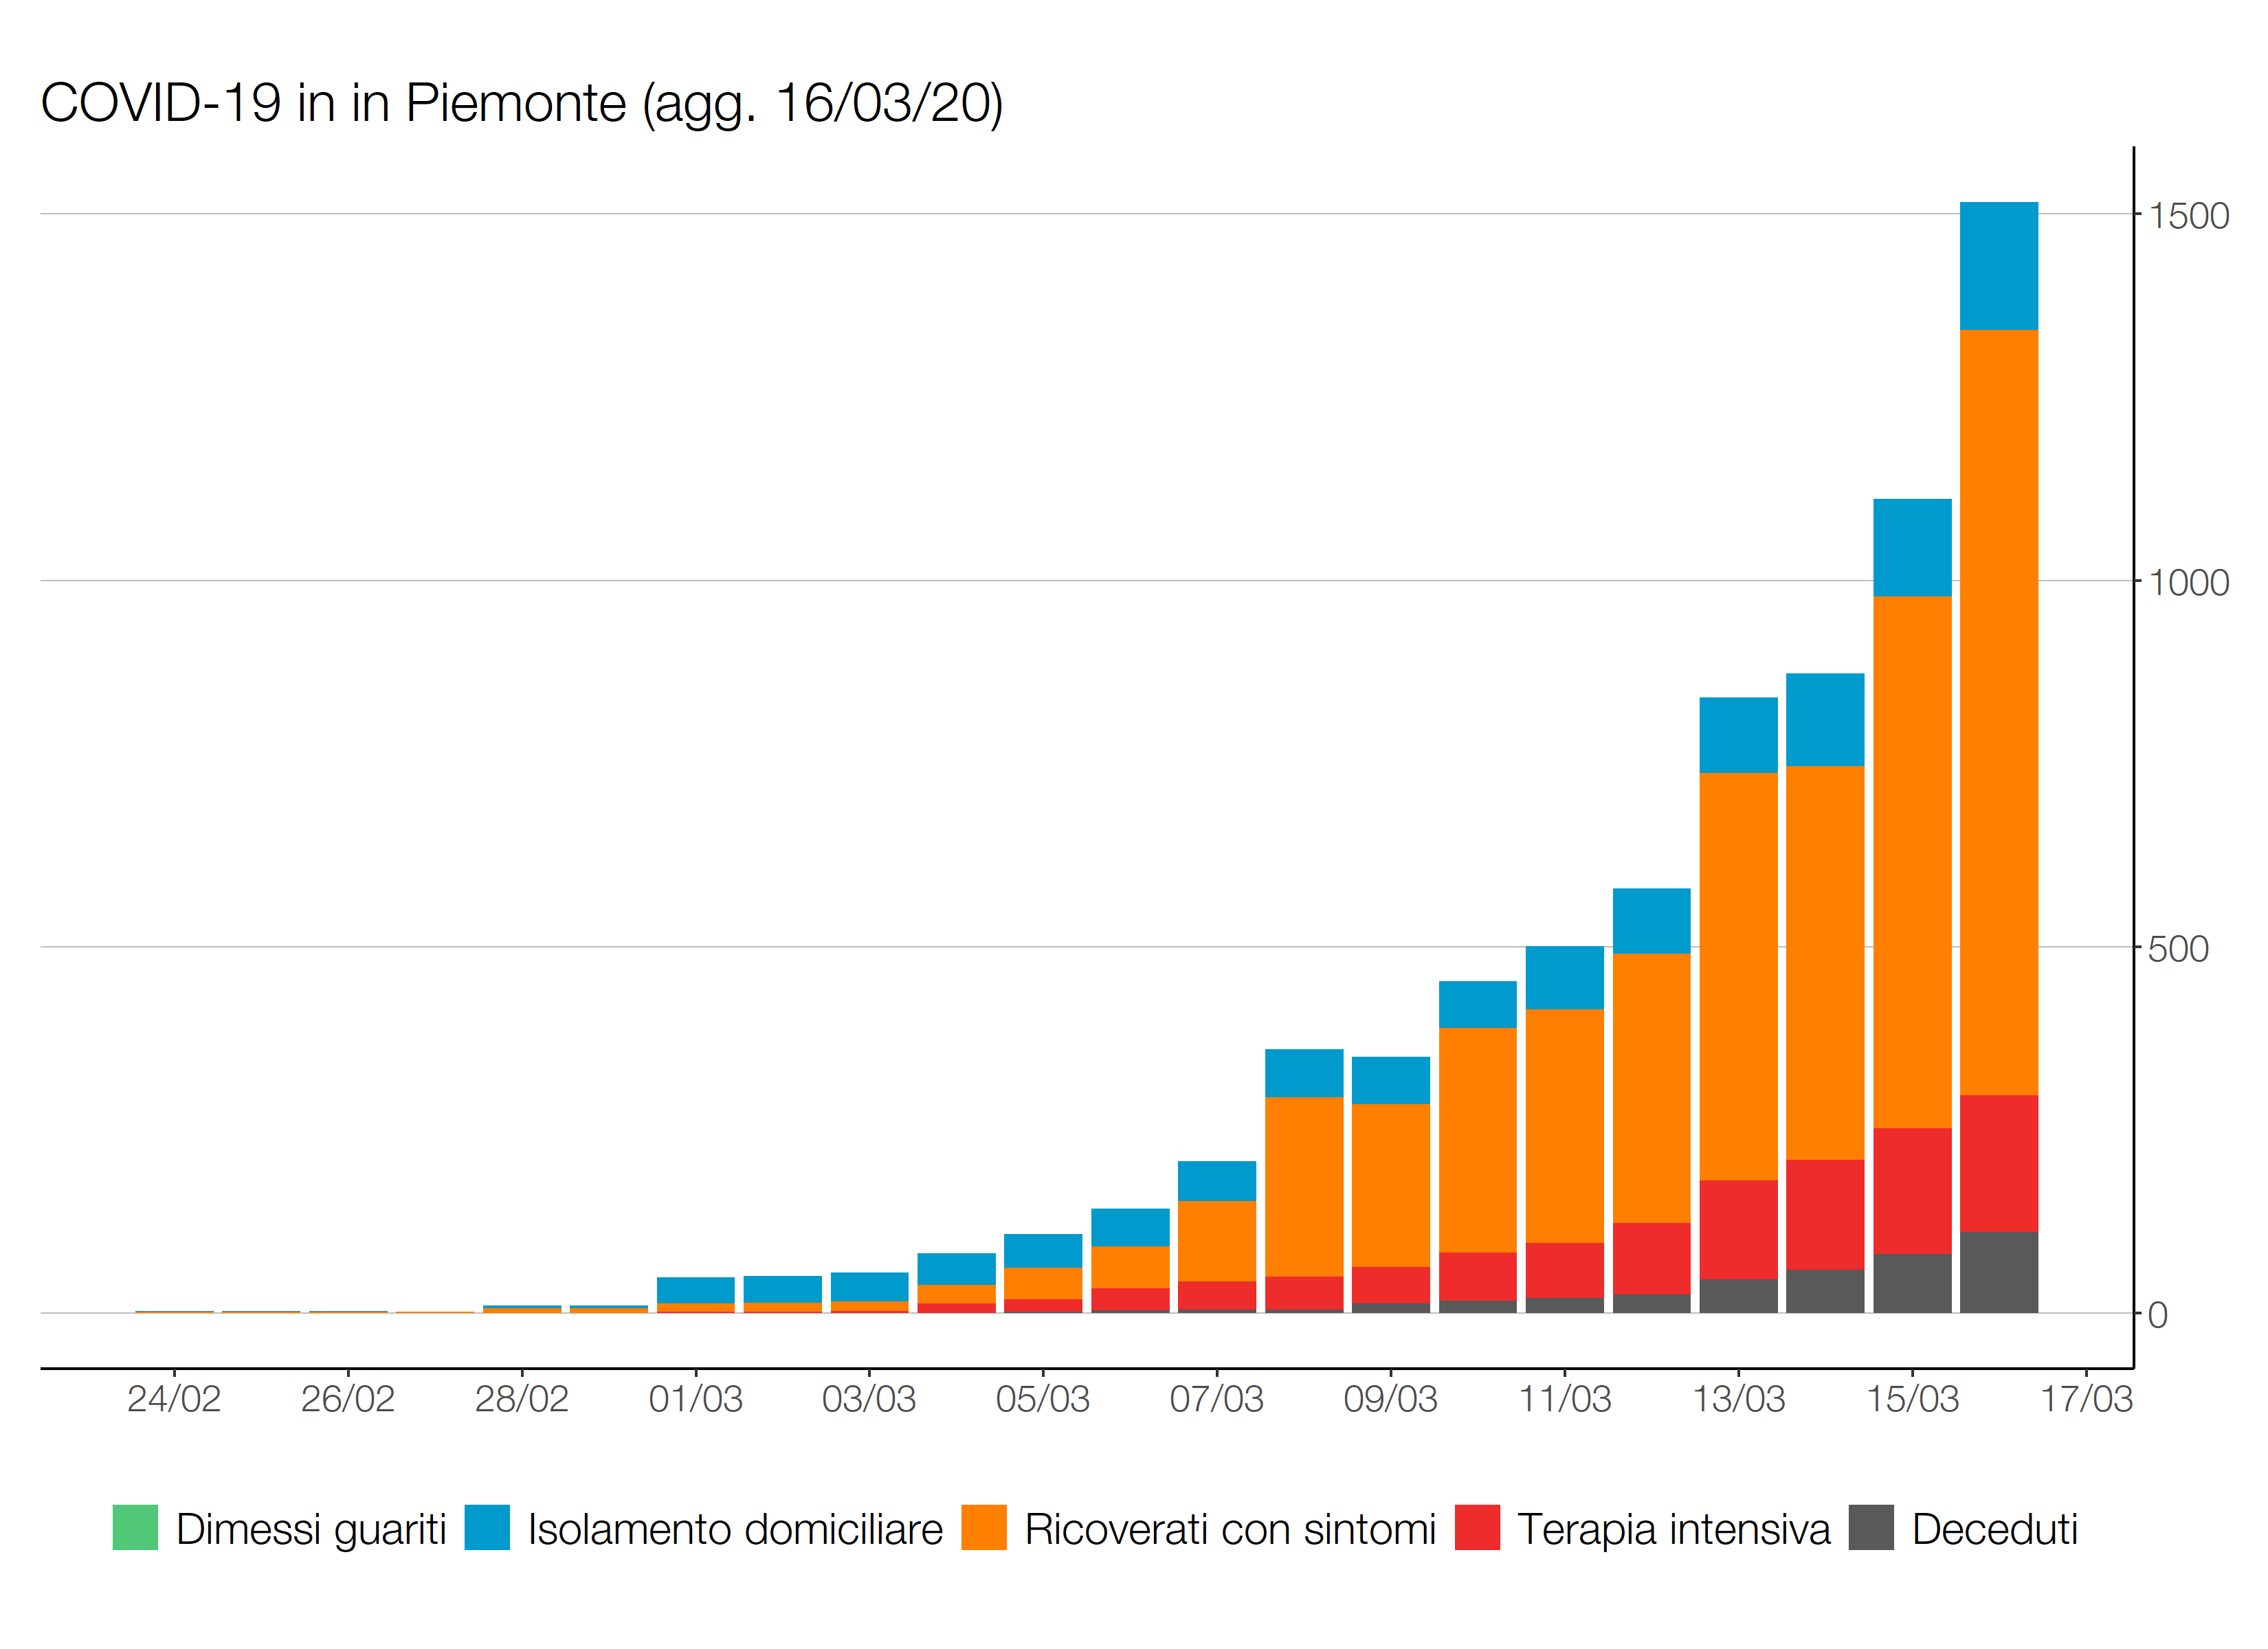 COVID-19 in in Piemonte (agg. 16/03/20)
1500
1000
500
0
24/02 26/02 28/02 01/03 03/03 05/03 07/03 09/03 11/03 13/03 15/03 17/03
Dimessi guariti Isolamento domiciliare Ricoverati con sintomi Terapia intensiva Deceduti